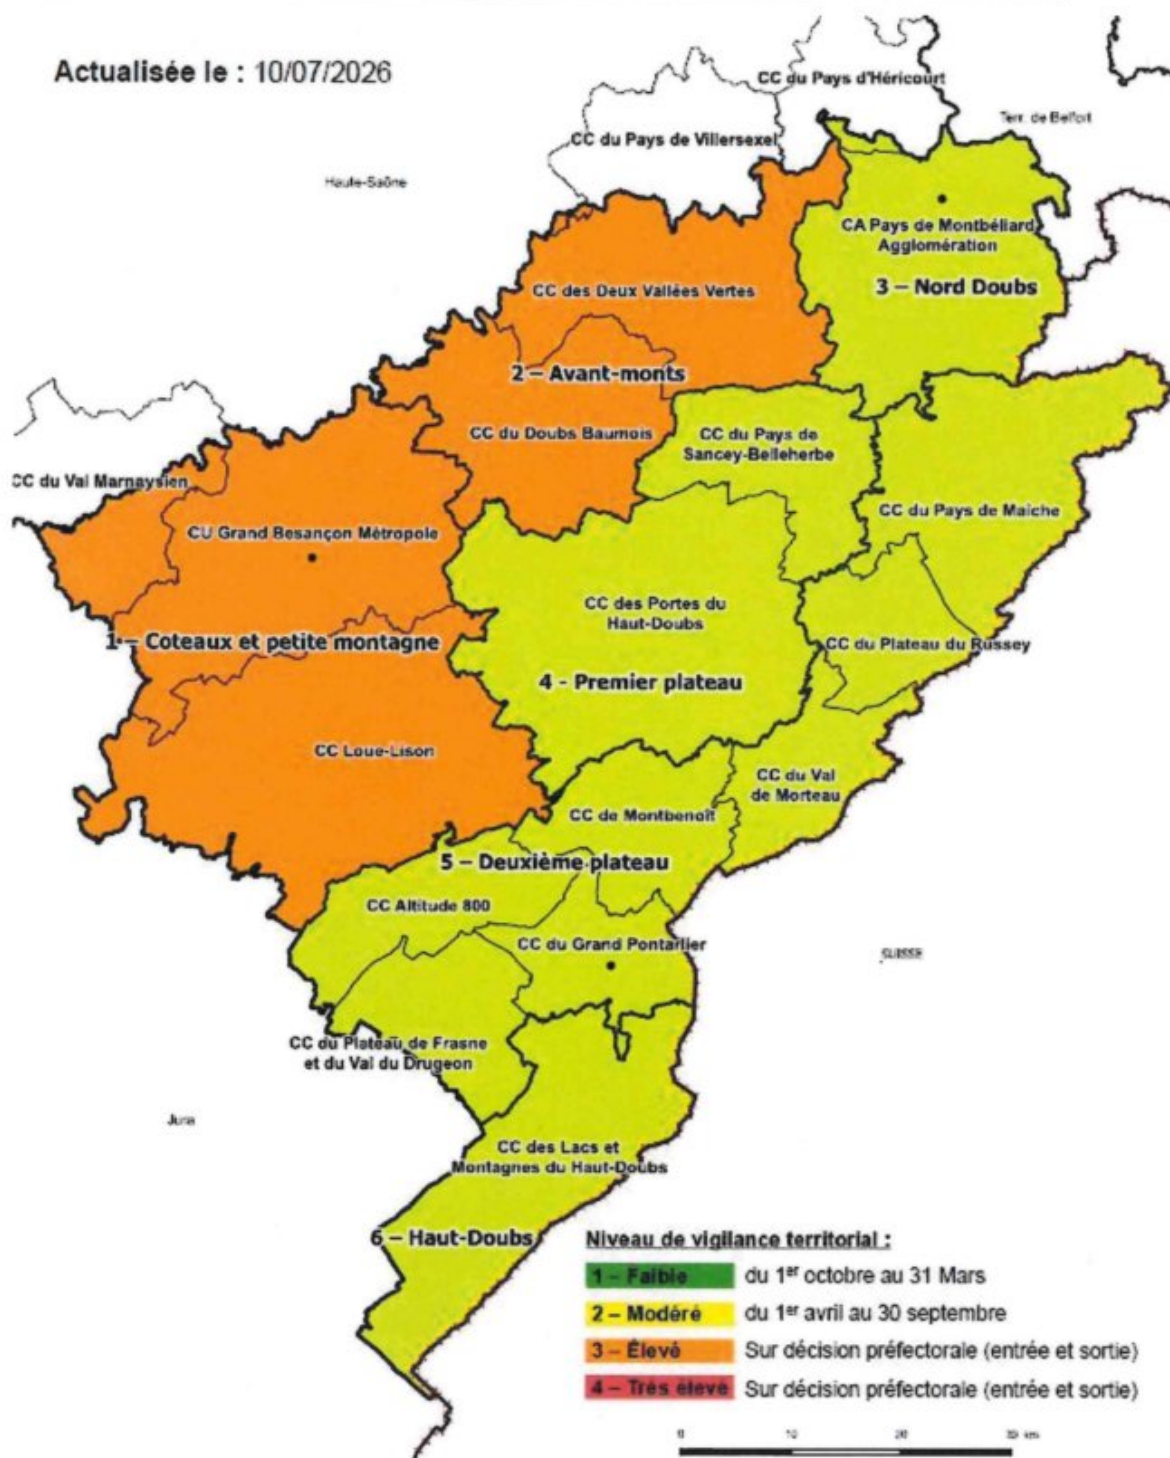 Actualisée le : 10/07/2026
CC du Pays d'Héricourt
Terr. de Belfort
CC du Pays de Villersexel
Haute-Saône
CA Pays de Montbéliard
Agglomération
3 – Nord Doubs
CC des Deux Vallées Vertes
2 – Avant-monts
CC du Doubs Baumois
CC du Pays de
Sancey-Belleherbe
CC du Val Marnaysien
CC du Pays de Maiche
CU Grand Besançon Métropole
CC des Portes du
Haut-Doubs
1 – Coteaux et petite montagne
CC du Plateau du Russey
4 - Premier plateau
CC Loue-Lison
CC du Val
de Morteau
CC de Montbenoît
5 – Deuxième plateau
CC Altitude 800
CC du Grand Pontarlier
SUISSE
CC du Plateau de Frasne
et du Val du Drugeon
Jura
CC des Lacs et
Montagnes du Haut-Doubs
6 – Haut-Doubs
Niveau de vigilance territorial :
1 – Faible du 1er octobre au 31 Mars
2 – Modéré du 1er avril au 30 septembre
3 – Élevé Sur décision préfectorale (entrée et sortie)
4 – Très élevé Sur décision préfectorale (entrée et sortie)
0 10 20 30 km